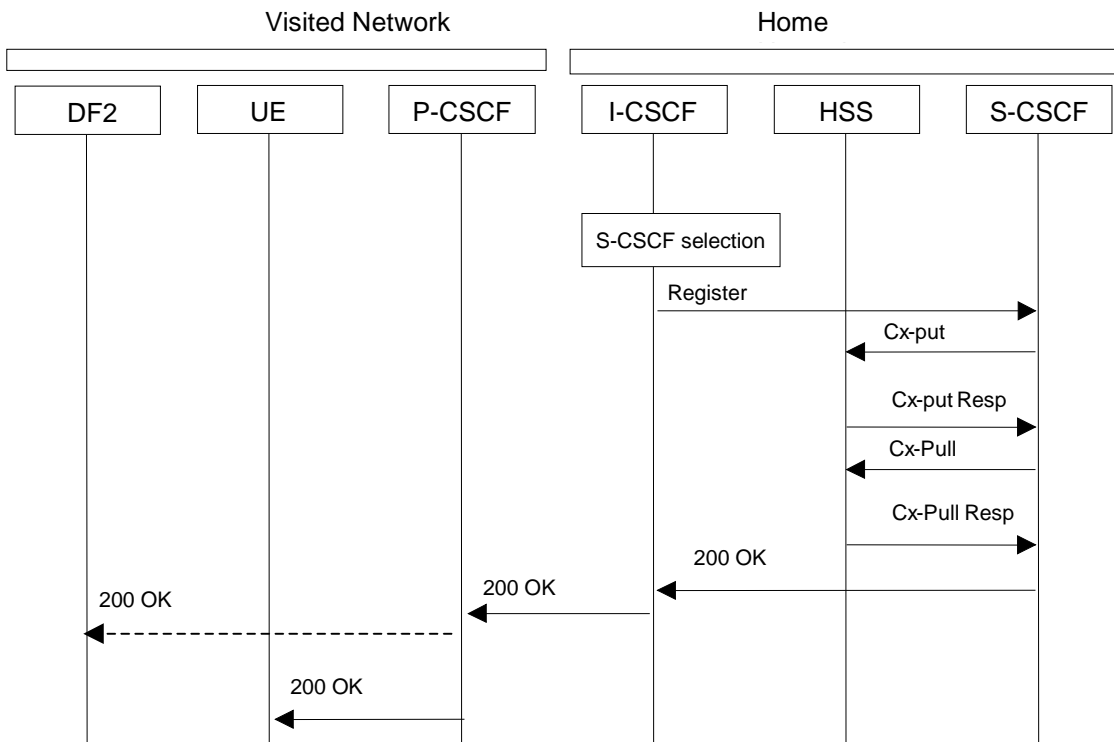 Visited Network
Home
DF2
UE
P-CSCF
I-CSCF
HSS
S-CSCF
S-CSCF selection
Register
Cx-put
Cx-put Resp
Cx-Pull
Cx-Pull Resp
200 OK
200 OK
200 OK
200 OK